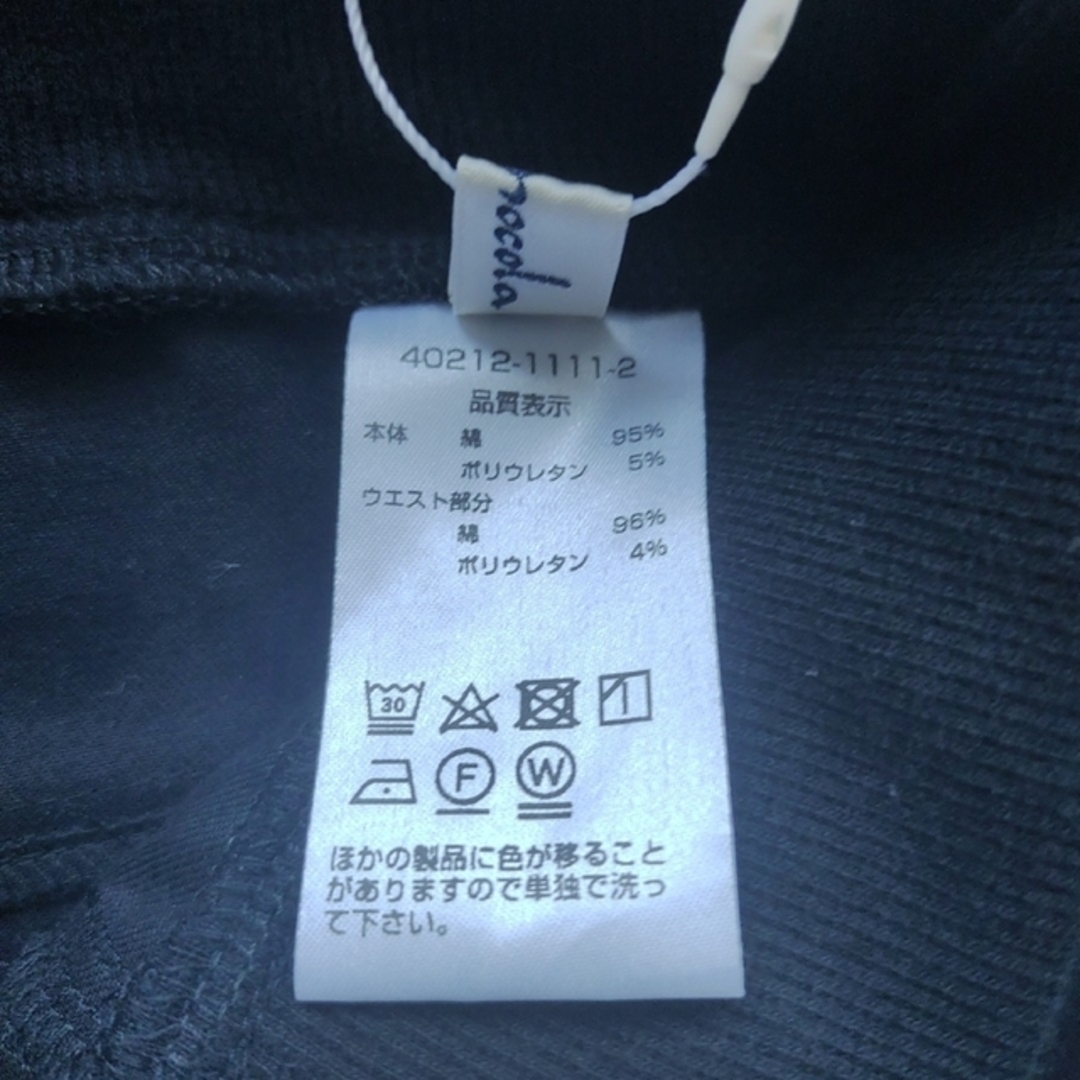 40212-1111-2
品質表示
本体 綿 95%
ポリウレタン 5%
ウエスト部分
綿 96%
ポリウレタン 4%
30
F W
ほかの製品に色が移ること
がありますので単独で洗っ
て下さい。